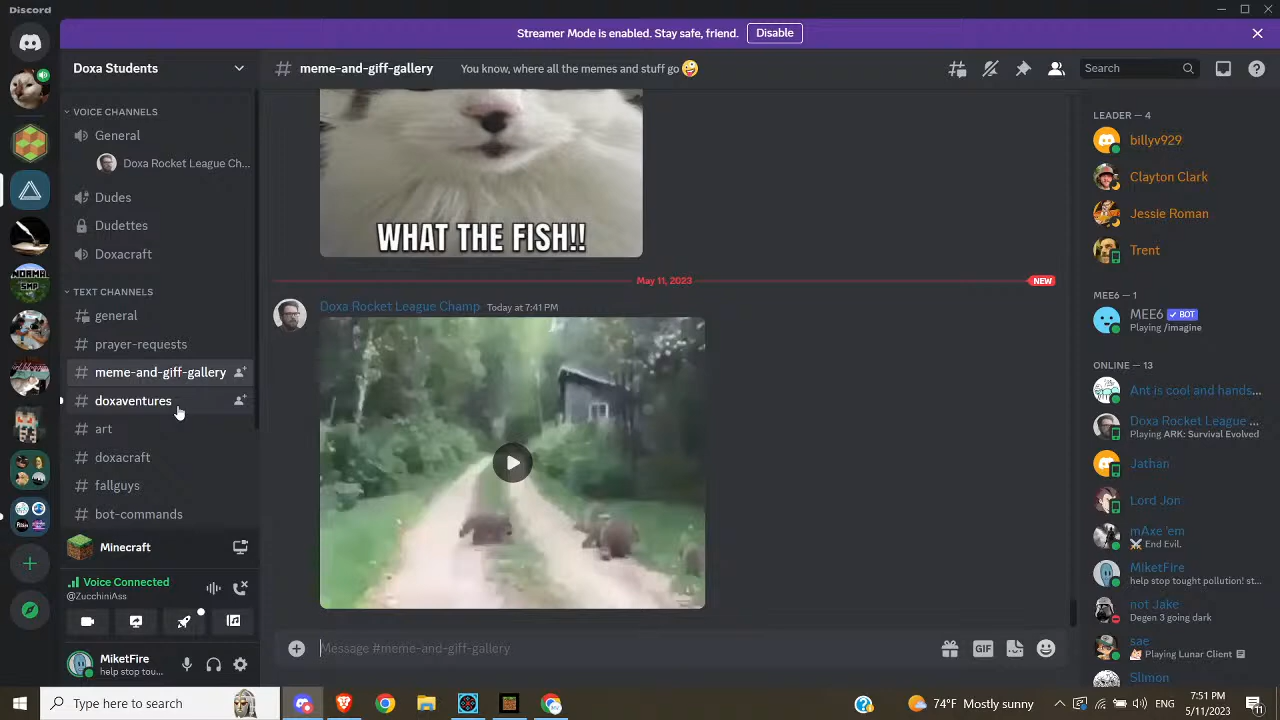 Discord
Streamer Mode is enabled. Stay safe, friend.
Disable
Doxa Students
meme-and-giff-gallery
You know, where all the memes and stuff go 🤪
Search
VOICE CHANNELS
General
Doxa Rocket League Ch...
Dudes
Dudettes
Doxacraft
TEXT CHANNELS
general
prayer-requests
meme-and-giff-gallery
doxaventures
art
doxacraft
fallguys
bot-commands
Minecraft
Voice Connected
@ZucchiniAss
MiketFire
help stop tou...
WHAT THE FISH!!
May 11, 2023
NEW
Doxa Rocket League Champ Today at 7:41 PM
Message #meme-and-giff-gallery
GIF
LEADER — 4
billyv929
Clayton Clark
Jessie Roman
Trent
MEE6 — 1
MEE6 ✓ BOT
Playing /imagine
ONLINE — 13
Ant is cool and hands...
Doxa Rocket League ...
Playing ARK: Survival Evolved
Jathan
Lord Jon
mAxe 'em
End Evil.
MiketFire
help stop tought pollution! st...
not Jake
Degen 3 going dark
sae
Playing Lunar Client
Slimon
Type here to search
74°F Mostly sunny
7:51 PM
5/11/2023